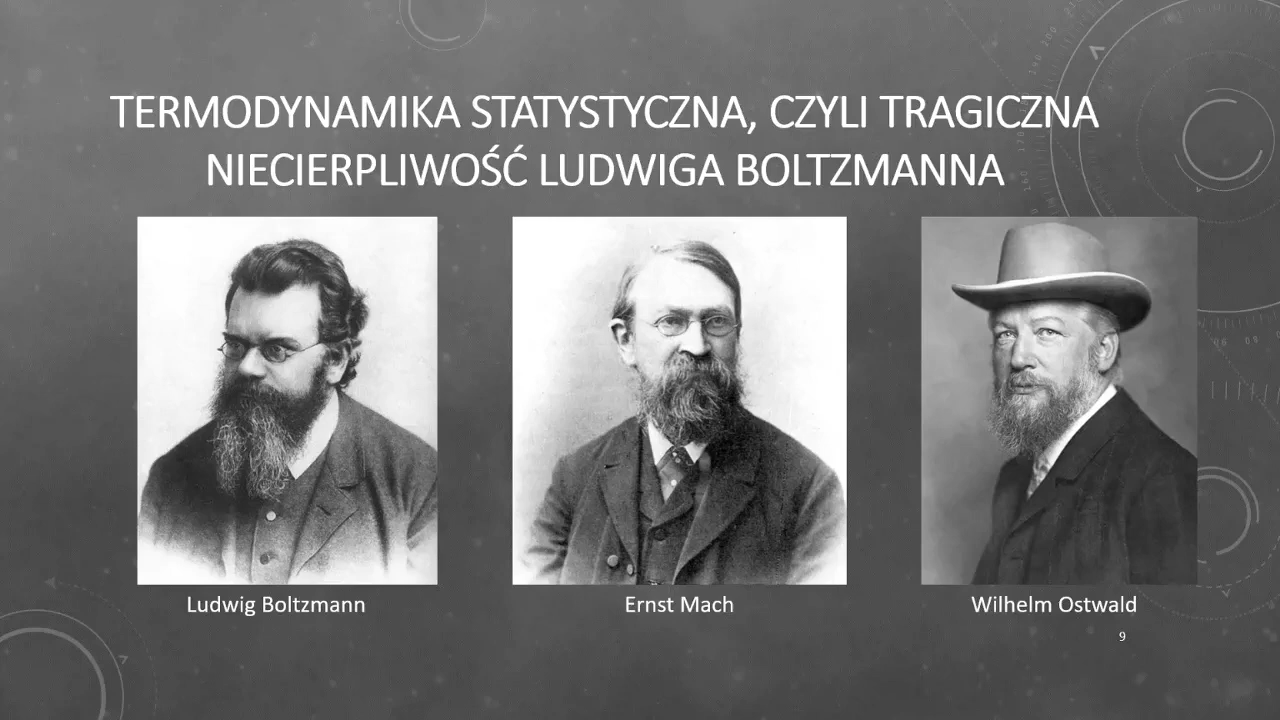 TERMODYNAMIKA STATYSTYCZNA, CZYLI TRAGICZNA
NIECIERPLIWOŚĆ LUDWIGA BOLTZMANNA
Ludwig Boltzmann
Ernst Mach
Wilhelm Ostwald
9